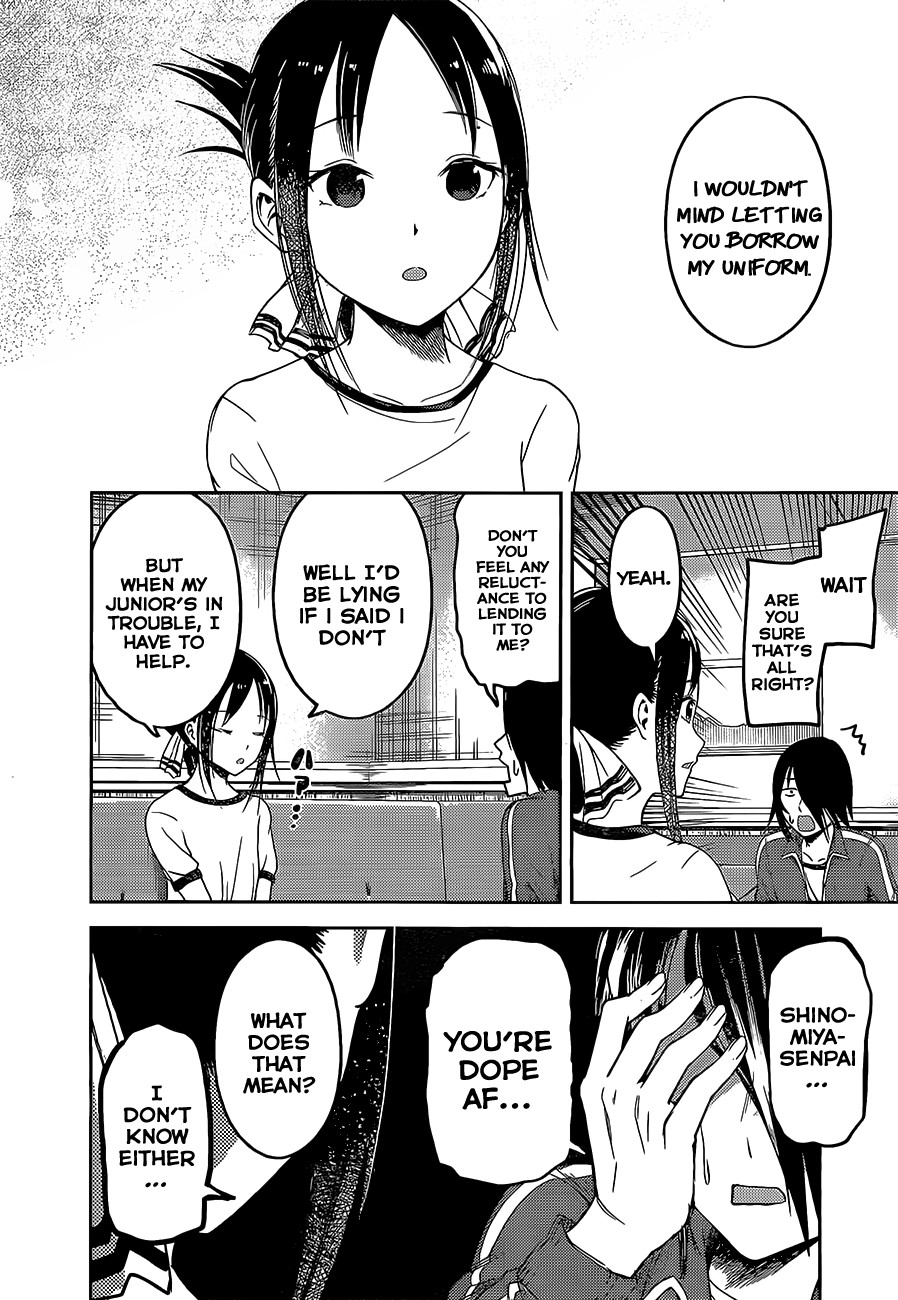 I WOULDN'T
MIND LETTING
YOU BORROW
MY UNIFORM.
WAIT
ARE
YOU
SURE
THAT'S
ALL
RIGHT?
YEAH.
DON'T
YOU
FEEL ANY
RELUCT-
ANCE TO
LENDING
IT TO
ME?
WELL I'D
BE LYING
IF I SAID I
DON'T
BUT
WHEN MY
JUNIOR'S IN
TROUBLE, I
HAVE TO
HELP.
ハァ…
SHINO-
MIYA-
SENPAI
...
YOU'RE
DOPE
AF...
WHAT
DOES
THAT
MEAN?
I
DON'T
KNOW
EITHER
...